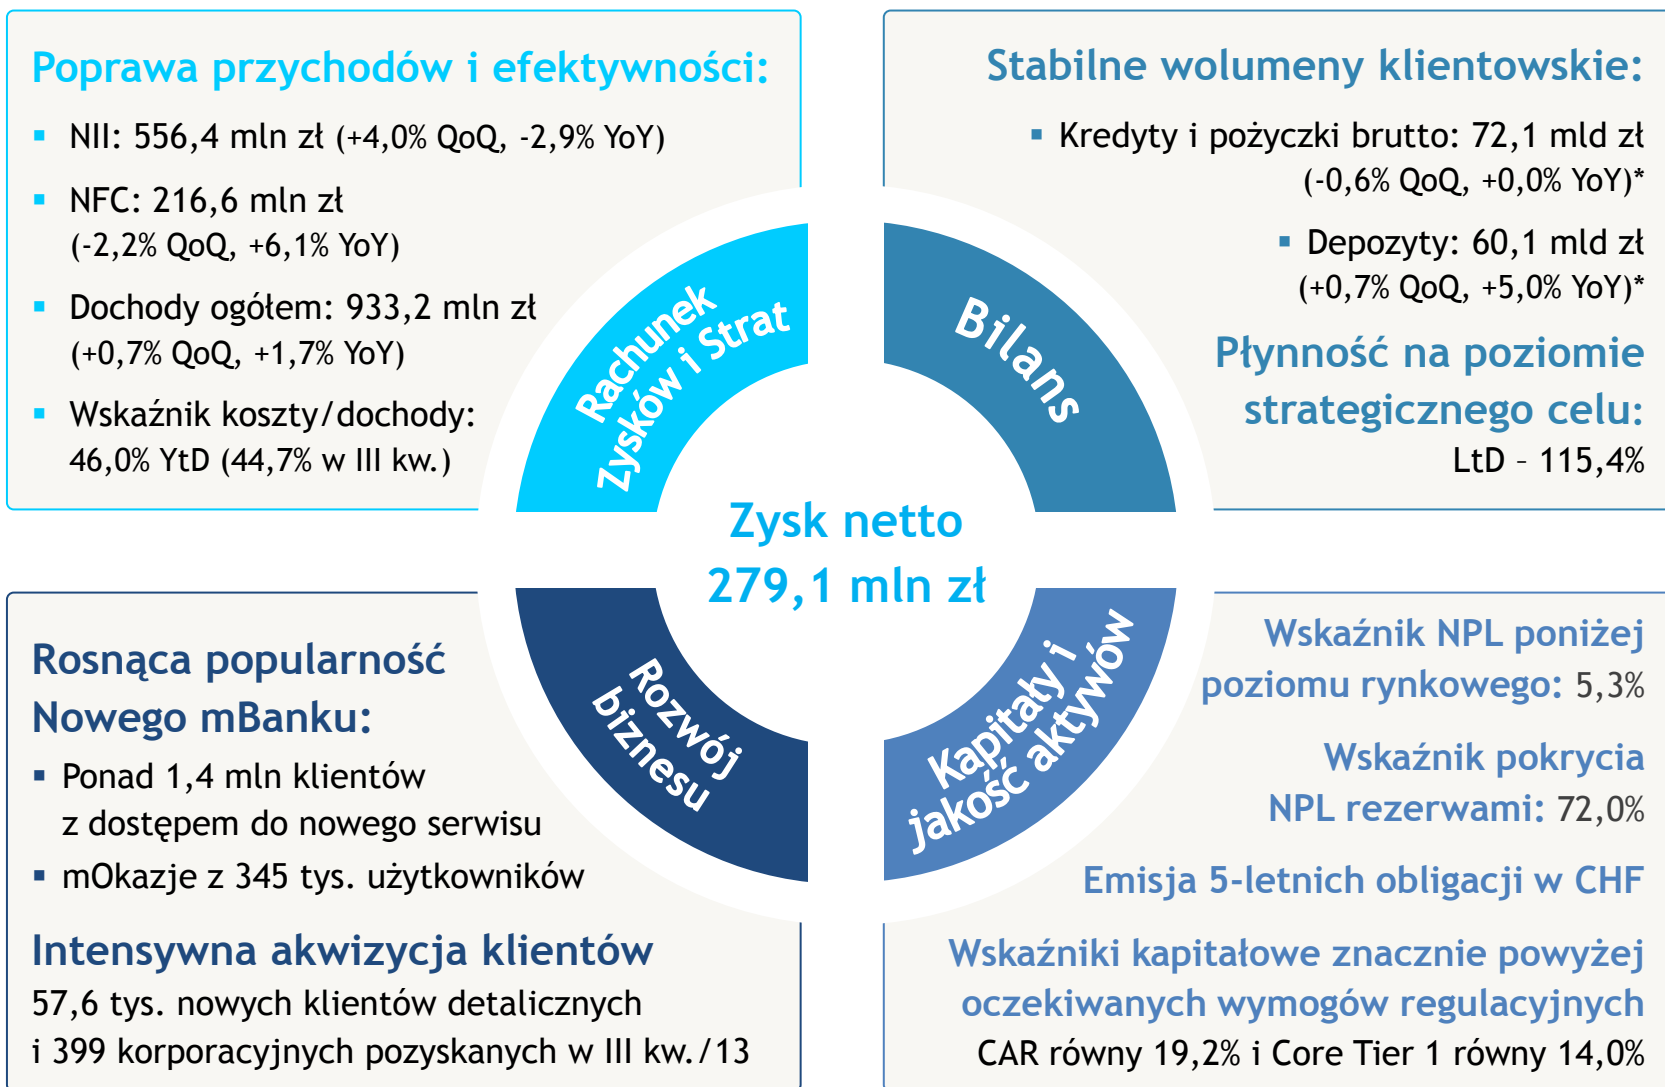 Poprawa przychodów i efektywności:
▪ NII: 556,4 mln zł (+4,0% QoQ, -2,9% YoY)
▪ NFC: 216,6 mln zł
(-2,2% QoQ, +6,1% YoY)
▪ Dochody ogółem: 933,2 mln zł
(+0,7% QoQ, +1,7% YoY)
▪ Wskaźnik koszty/dochody:
46,0% YtD (44,7% w III kw.)
Rachunek
Zysków i Strat
Stabilne wolumeny klientowskie:
▪ Kredyty i pożyczki brutto: 72,1 mld zł
(-0,6% QoQ, +0,0% YoY)*
▪ Depozyty: 60,1 mld zł
(+0,7% QoQ, +5,0% YoY)*
Płynność na poziomie
strategicznego celu:
LtD – 115,4%
Bilans
Zysk netto
279,1 mln zł
Rosnąca popularność
Nowego mBanku:
▪ Ponad 1,4 mln klientów
z dostępem do nowego serwisu
▪ mOkazje z 345 tys. użytkowników
Intensywna akwizycja klientów
57,6 tys. nowych klientów detalicznych
i 399 korporacyjnych pozyskanych w III kw./13
Rozwój
biznesu
Kapitały i
jakość aktywów
Wskaźnik NPL poniżej
poziomu rynkowego: 5,3%
Wskaźnik pokrycia
NPL rezerwami: 72,0%
Emisja 5-letnich obligacji w CHF
Wskaźniki kapitałowe znacznie powyżej
oczekiwanych wymogów regulacyjnych
CAR równy 19,2% i Core Tier 1 równy 14,0%